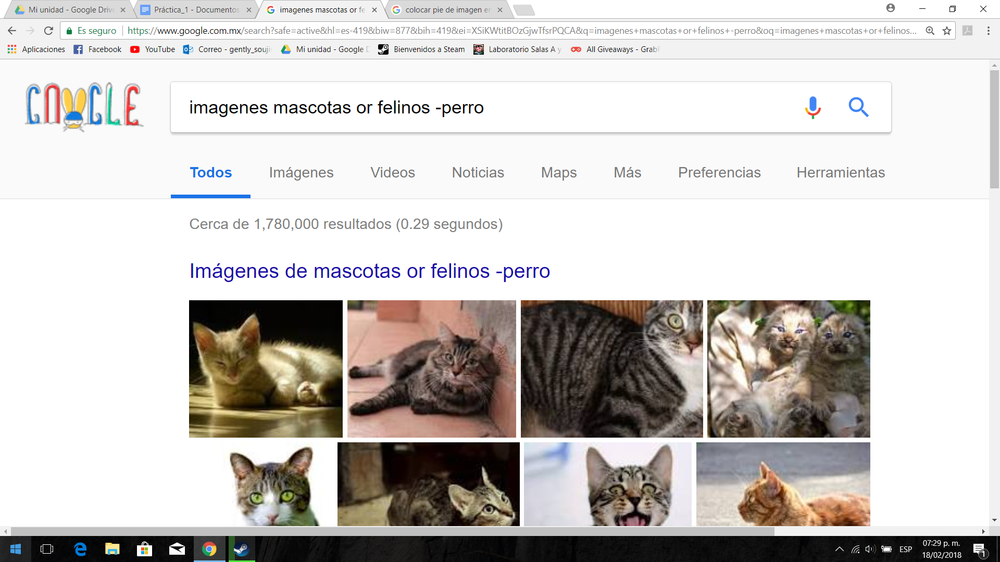 Mi unidad - Google Drive
Práctica_1 - Documentos
imagenes mascotas or fe
colocar pie de imagen en
Es seguro
https://www.google.com.mx/search?safe=active&hl=es-419&biw=877&bih=419&ei=XSiKWtitBOzGjwTfsrPQCA&q=imagenes+mascotas+or+felinos+-perro&oq=imagenes+mascotas+or+felinos...
Aplicaciones
Facebook
YouTube
Correo - gently_souji
Mi unidad - Google D
Bienvenidos a Steam
Laboratorio Salas A y
All Giveaways - GrabF
imagenes mascotas or felinos -perro
Todos
Imágenes
Videos
Noticias
Maps
Más
Preferencias
Herramientas
Cerca de 1,780,000 resultados (0.29 segundos)
Imágenes de mascotas or felinos -perro
ESP
07:29 p. m.
18/02/2018
1